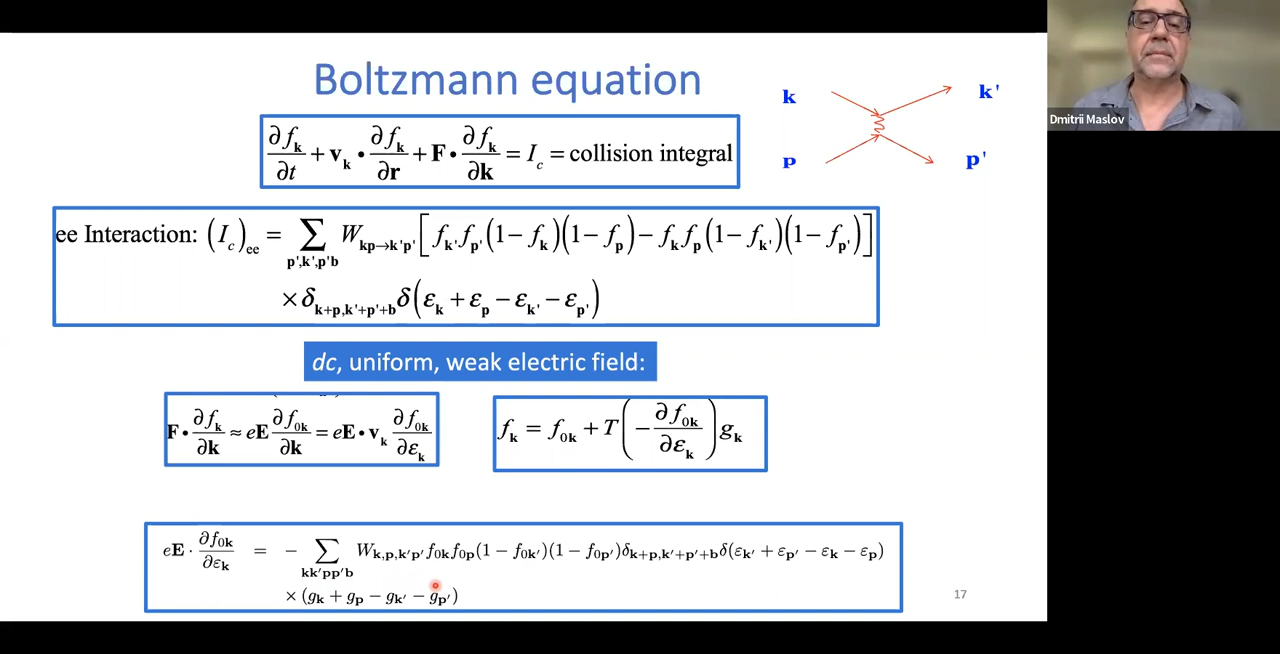 Boltzmann equation
k
k'
p
p'
Dmitrii Maslov
∂f_k/∂t + v_k • ∂f_k/∂r + F • ∂f_k/∂k = I_c = collision integral
ee Interaction: (I_c)_ee = ∑_{p',k',p'b} W_{kp→k'p'} [f_k' f_p' (1 − f_k)(1 − f_p) − f_k f_p (1 − f_k')(1 − f_p')]
× δ_{k+p,k'+p'+b} δ(ε_k + ε_p − ε_k' − ε_p')
dc, uniform, weak electric field:
F • ∂f_k/∂k ≈ eE ∂f_0k/∂k = eE • v_k ∂f_0k/∂ε_k
f_k = f_0k + T(−∂f_0k/∂ε_k) g_k
eE · ∂f_0k/∂ε_k = − ∑_{kk'pp'b} W_{k,p,k'p'} f_0k f_0p (1 − f_0k')(1 − f_0p') δ_{k+p,k'+p'+b} δ(ε_k' + ε_p' − ε_k − ε_p)
× (g_k + g_p − g_k' − g_p')
17